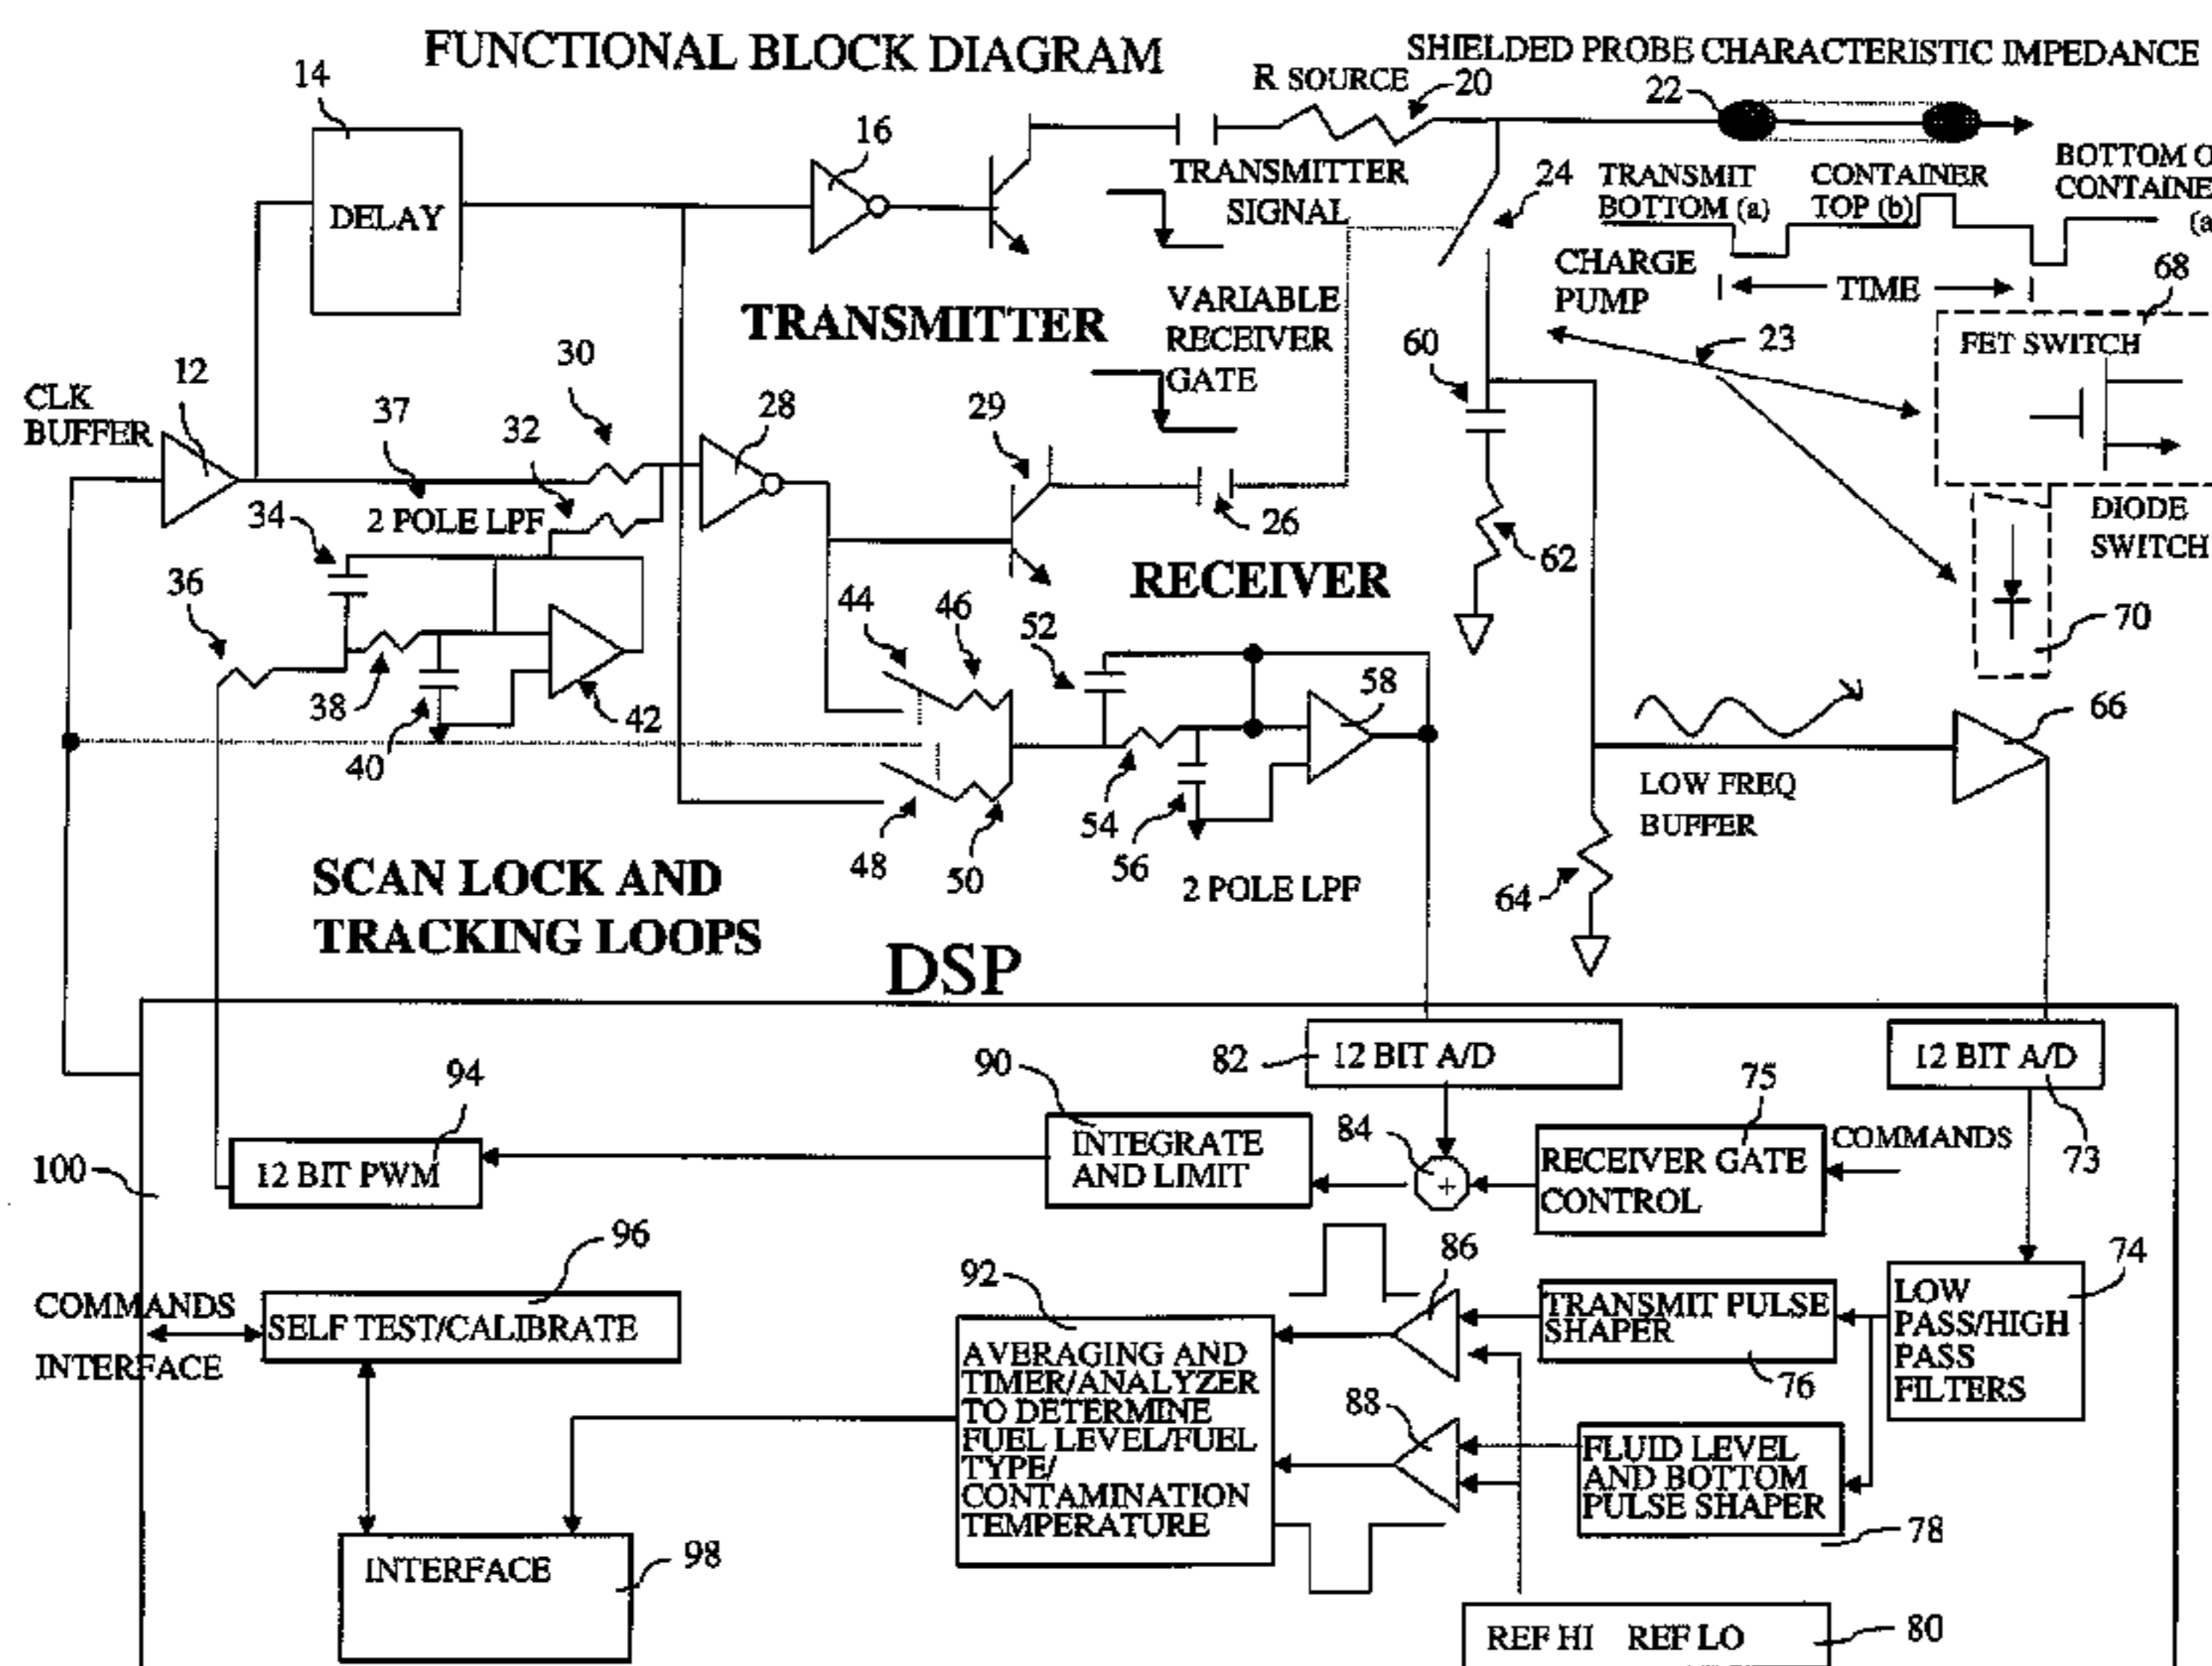 FUNCTIONAL BLOCK DIAGRAM
SHIELDED PROBE CHARACTERISTIC IMPEDANCE
14
R SOURCE
20
22
16
DELAY
TRANSMITTER
SIGNAL
24
TRANSMIT
BOTTOM (a)
CONTAINER
TOP (b)
BOTTOM
CONTAINE
(a
CHARGE
PUMP
TIME
68
TRANSMITTER
VARIABLE
RECEIVER
GATE
60
23
FET SWITCH
CLK
BUFFER
12
37
30
32
28
29
34
2 POLE LPF
26
62
DIODE
SWITCH
36
RECEIVER
44
46
52
70
38
40
42
58
66
48
50
54
56
2 POLE LPF
LOW FREQ
BUFFER
64
SCAN LOCK AND
TRACKING LOOPS
DSP
94
90
82
12 BIT A/D
75
12 BIT A/D
73
100
12 BIT PWM
INTEGRATE
AND LIMIT
84
+
RECEIVER GATE
CONTROL
COMMANDS
96
92
86
74
COMMANDS
INTERFACE
SELF TEST/CALIBRATE
TRANSMIT PULSE
SHAPER
76
LOW
PASS/HIGH
PASS
FILTERS
AVERAGING AND
TIMER/ANALYZER
TO DETERMINE
FUEL LEVEL/FUEL
TYPE/
CONTAMINATION
TEMPERATURE
88
FLUID LEVEL
AND BOTTOM
PULSE SHAPER
78
INTERFACE
98
REF HI REF LO
80